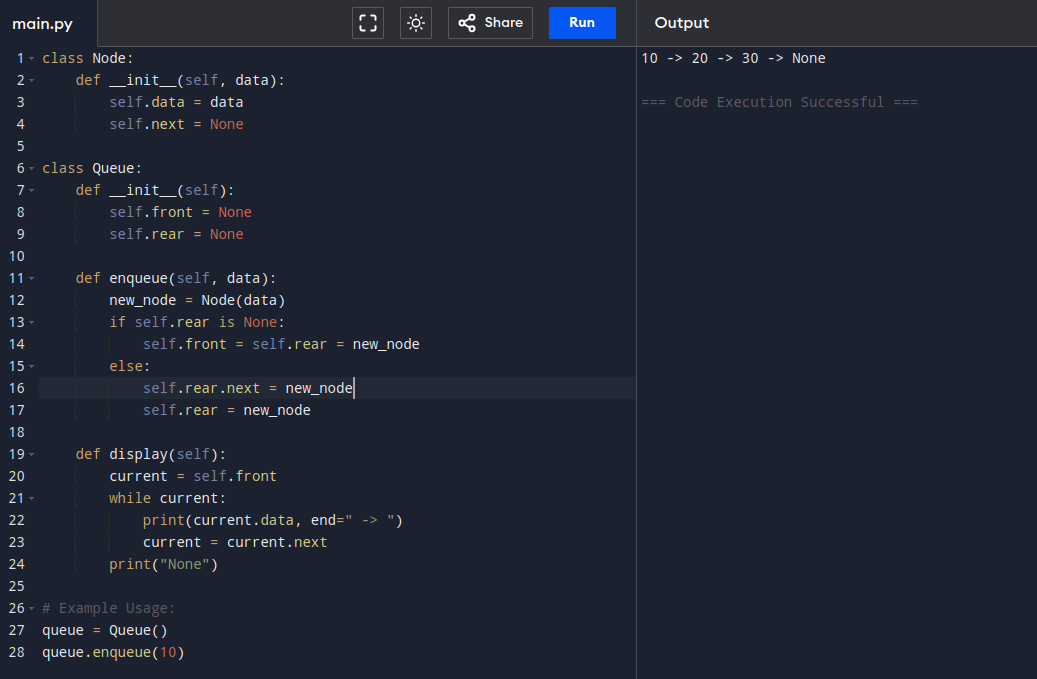 main.py
Share
Run
Output
1 class Node:
2     def __init__(self, data):
3         self.data = data
4         self.next = None
5
6 class Queue:
7     def __init__(self):
8         self.front = None
9         self.rear = None
10
11     def enqueue(self, data):
12         new_node = Node(data)
13         if self.rear is None:
14             self.front = self.rear = new_node
15         else:
16             self.rear.next = new_node
17             self.rear = new_node
18
19     def display(self):
20         current = self.front
21         while current:
22             print(current.data, end=" -> ")
23             current = current.next
24         print("None")
25
26 # Example Usage:
27 queue = Queue()
28 queue.enqueue(10)
10 -> 20 -> 30 -> None
=== Code Execution Successful ===